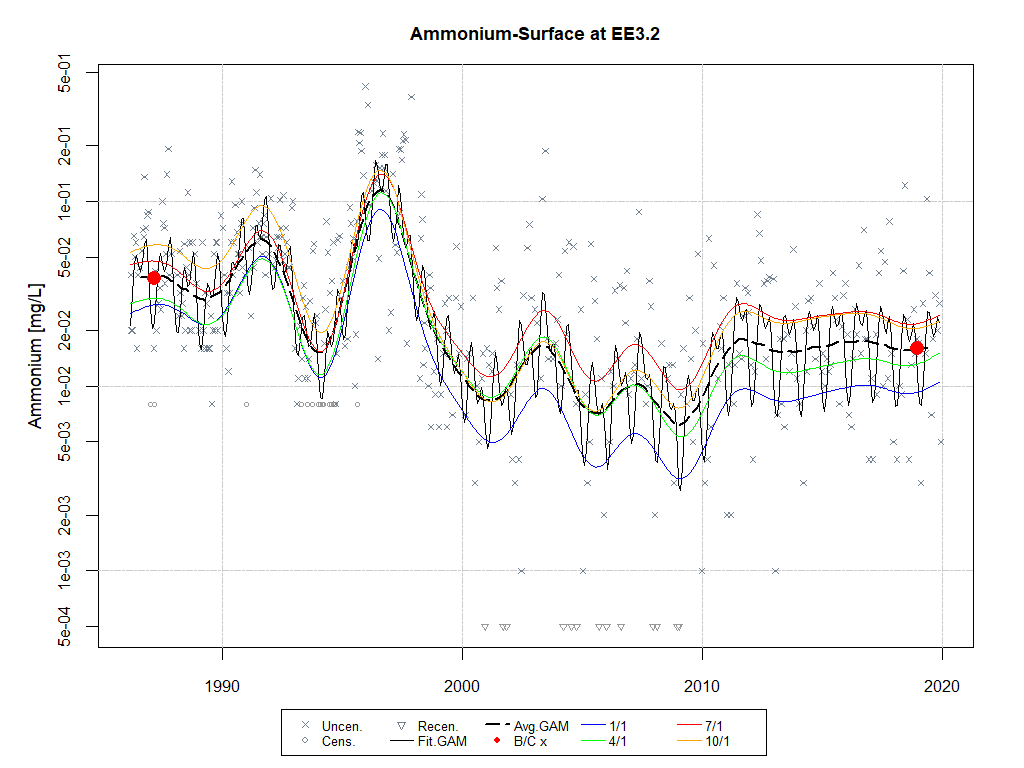 Ammonium-Surface at EE3.2
Ammonium [mg/L]
5e-01
2e-01
1e-01
5e-02
2e-02
1e-02
5e-03
2e-03
1e-03
5e-04
1990 2000 2010 2020
Uncen. Recen. Avg.GAM 1/1 7/1
Cens. Fit.GAM B/C x 4/1 10/1